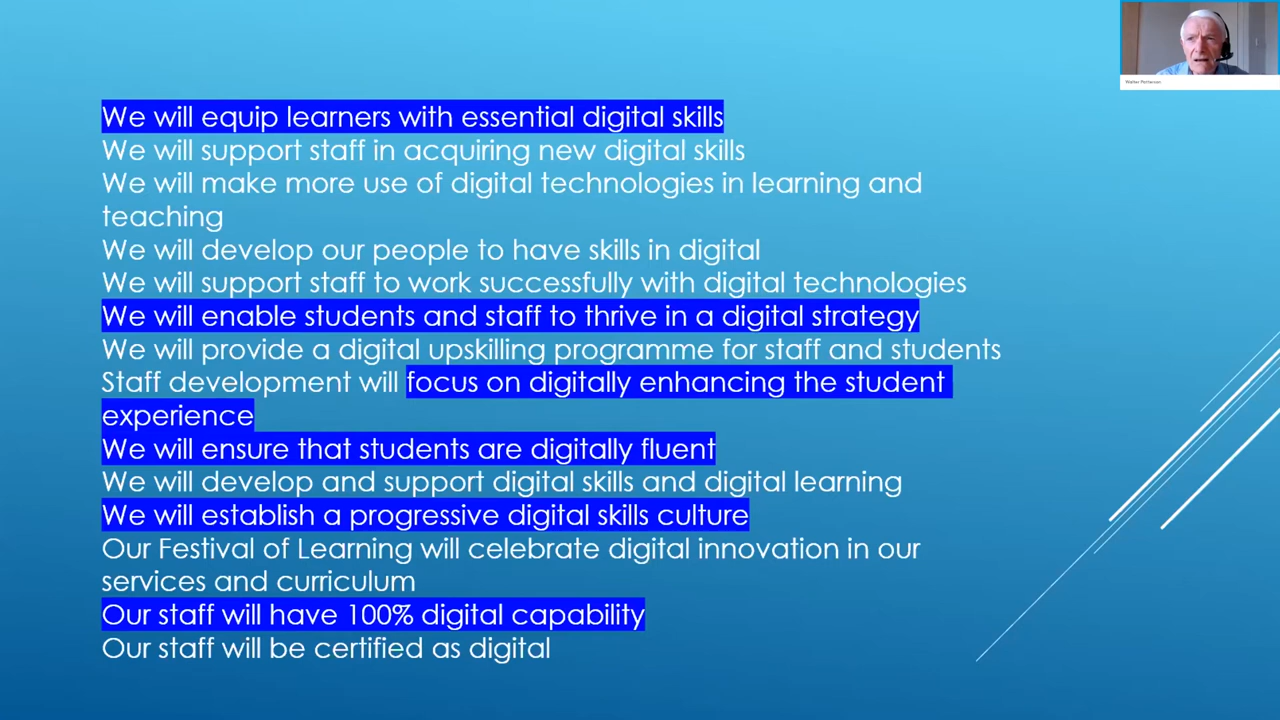 We will equip learners with essential digital skills
We will support staff in acquiring new digital skills
We will make more use of digital technologies in learning and
teaching
We will develop our people to have skills in digital
We will support staff to work successfully with digital technologies
We will enable students and staff to thrive in a digital strategy
We will provide a digital upskilling programme for staff and students
Staff development will focus on digitally enhancing the student
experience
We will ensure that students are digitally fluent
We will develop and support digital skills and digital learning
We will establish a progressive digital skills culture
Our Festival of Learning will celebrate digital innovation in our
services and curriculum
Our staff will have 100% digital capability
Our staff will be certified as digital
Walter Patterson